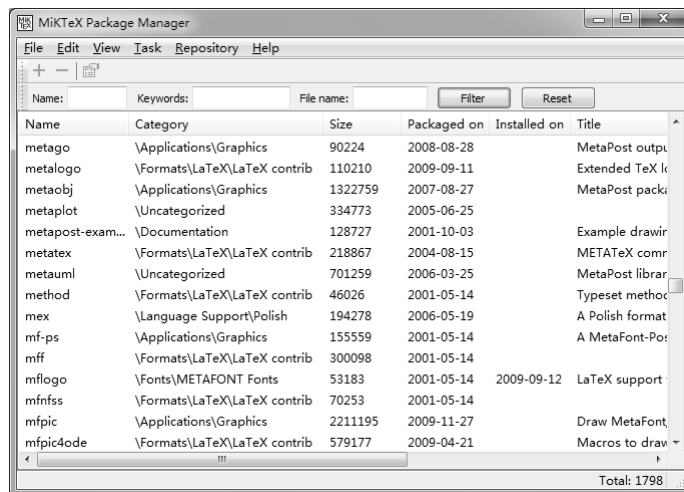 MiKTeX Package Manager
File Edit View Task Repository Help
Name: Keywords: File name: Filter Reset
Name Category Size Packaged on Installed on Title
metago \Applications\Graphics 90224 2008-08-28 MetaPost outpu
metalogo \Formats\LaTeX\LaTeX contrib 110210 2009-09-11 Extended TeX lo
metaobj \Applications\Graphics 1322759 2007-08-27 MetaPost packa
metaplot \Uncategorized 334773 2005-06-25
metapost-exam... \Documentation 128727 2001-10-03 Example drawin
metatex \Formats\LaTeX\LaTeX contrib 218867 2004-08-15 METATeX comm
metauml \Uncategorized 701259 2006-03-25 MetaPost librar
method \Formats\LaTeX\LaTeX contrib 46026 2001-05-14 Typeset method
mex \Language Support\Polish 194278 2006-05-19 A Polish format
mf-ps \Applications\Graphics 155559 2001-05-14 A MetaFont-Pos
mff \Formats\LaTeX\LaTeX contrib 300098 2001-05-14
mflogo \Fonts\METAFONT Fonts 53183 2001-05-14 2009-09-12 LaTeX support
mfnfss \Formats\LaTeX\LaTeX contrib 70253 2001-05-14
mfpic \Applications\Graphics 2211195 2009-11-27 Draw MetaFont,
mfpic4ode \Formats\LaTeX\LaTeX contrib 579177 2009-04-21 Macros to draw
Total: 1798